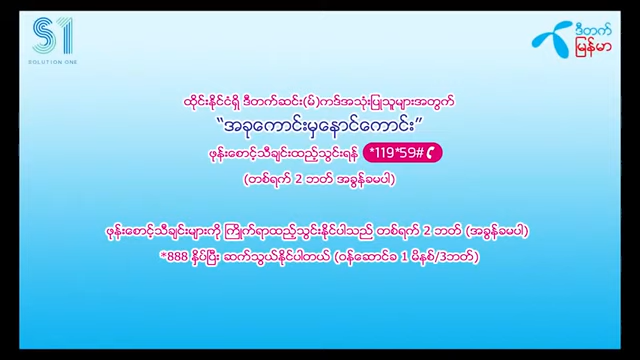 S1
SOLUTION ONE
ဒီတက်
မြန်မာ
ထိုင်းနိုင်ငံရှိ ဒီတက်ဆင်း(မ်)ကဒ်အသုံးပြုသူများအတွက်
“အခုကောင်းမှနောင်ကောင်း”
ဖုန်းစောင့်သီချင်းထည့်သွင်းရန် *119*59#
(တစ်ရက် 2 ဘတ် အခွန်ခမပါ)
ဖုန်းစောင့်သီချင်းများကို ကြိုက်ရာထည့်သွင်းနိုင်ပါသည် တစ်ရက် 2 ဘတ် (အခွန်ခမပါ)
*888 နှိပ်ပြီး ဆက်သွယ်နိုင်ပါတယ် (ဝန်ဆောင်ခ 1 မိနစ်/3ဘတ်)